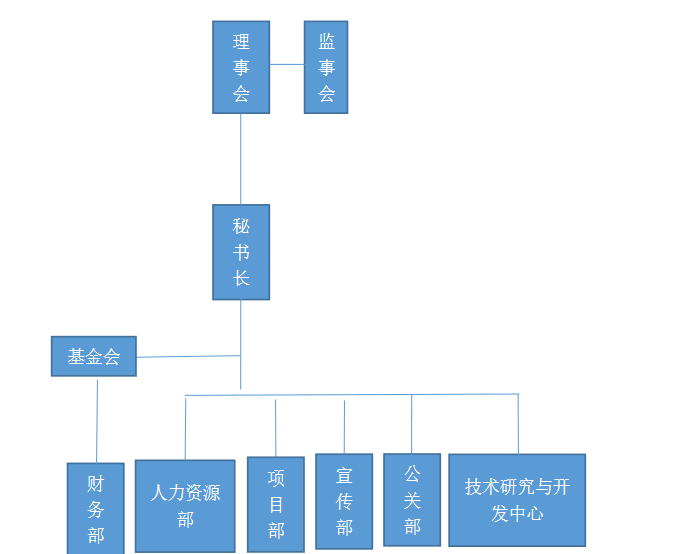 理
事
会
监
事
会
秘
书
长
基金会
财
务
部
人力资源
部
项
目
部
宣
传
部
公
关
部
技术研究与开
发中心